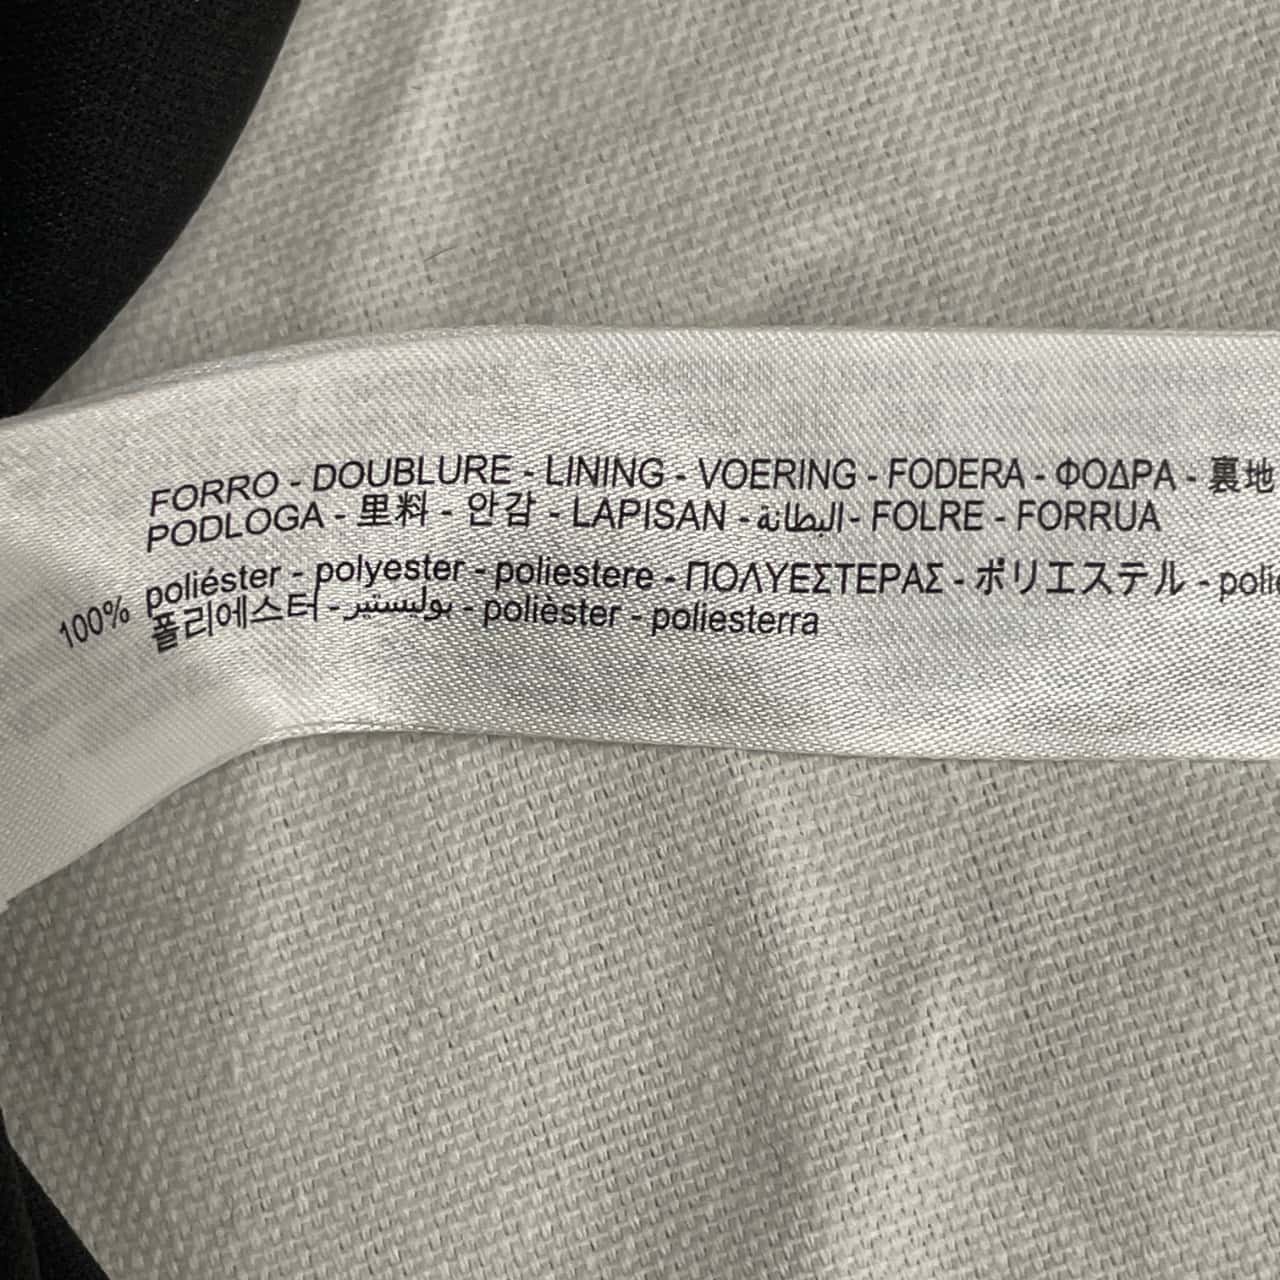 FORRO - DOUBLURE - LINING - VOERING - FODERA - ΦΟΔΡΑ - 裏地
PODLOGA - 里料 - 안감 - LAPISAN - البطانة - FOLRE - FORRUA
100% poliéster - polyester - poliestere - ΠΟΛΥΕΣΤΕΡΑΣ - ポリエステル -
폴리에스터 - بوليستير - polièster - poliesterra